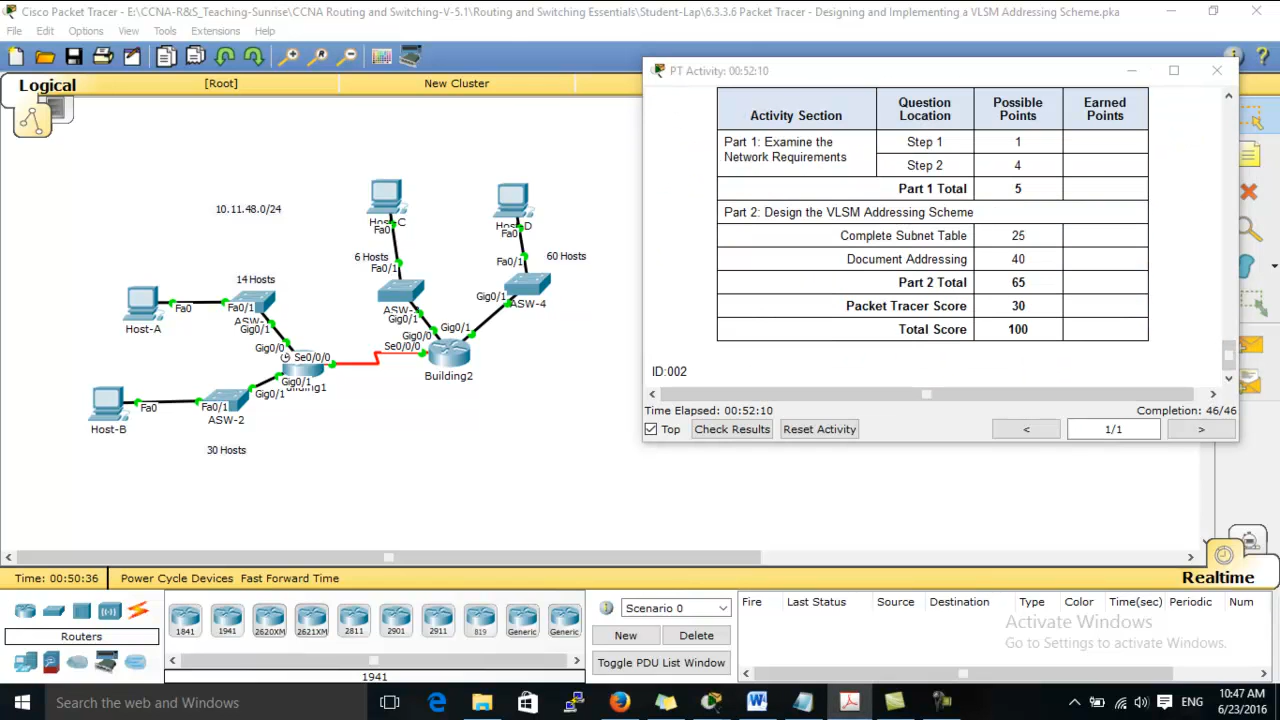 Cisco Packet Tracer - E:\CCNA-R&S_Teaching-Sunrise\CCNA Routing and Switching-V-5.1\Routing and Switching Essentials\Student-Lap\6.3.3.6 Packet Tracer - Designing and Implementing a VLSM Addressing Scheme.pka
File Edit Options View Tools Extensions Help
Logical [Root] New Cluster
10.11.48.0/24
Host-C
Fa0
6 Hosts
Fa0/1
Host-D
Fa0
Fa0/1
60 Hosts
14 Hosts
Host-A
Fa0
Fa0/1
Gig0/1
Gig0/0
Se0/0/0
Gig0/1
Gig0/1
Gig0/0
Se0/0/0
Gig0/1
Gig0/1
ASW-4
Building2
Host-B
Fa0
Fa0/1
Gig0/1
ASW-2
30 Hosts
PT Activity: 00:52:10
Activity Section Question Location Possible Points Earned Points
Part 1: Examine the Network Requirements Step 1 1
Step 2 4
Part 1 Total 5
Part 2: Design the VLSM Addressing Scheme
Complete Subnet Table 25
Document Addressing 40
Part 2 Total 65
Packet Tracer Score 30
Total Score 100
ID:002
Time Elapsed: 00:52:10 Completion: 46/46
Top Check Results Reset Activity < 1/1 >
Time: 00:50:36 Power Cycle Devices Fast Forward Time Realtime
Routers
1841 1941 2620XM 2621XM 2811 2901 2911 819 Generic Generic
1941
Scenario 0
New Delete
Toggle PDU List Window
Fire Last Status Source Destination Type Color Time(sec) Periodic Num
Activate Windows
Go to Settings to activate Windows.
Search the web and Windows
ENG
10:47 AM
6/23/2016